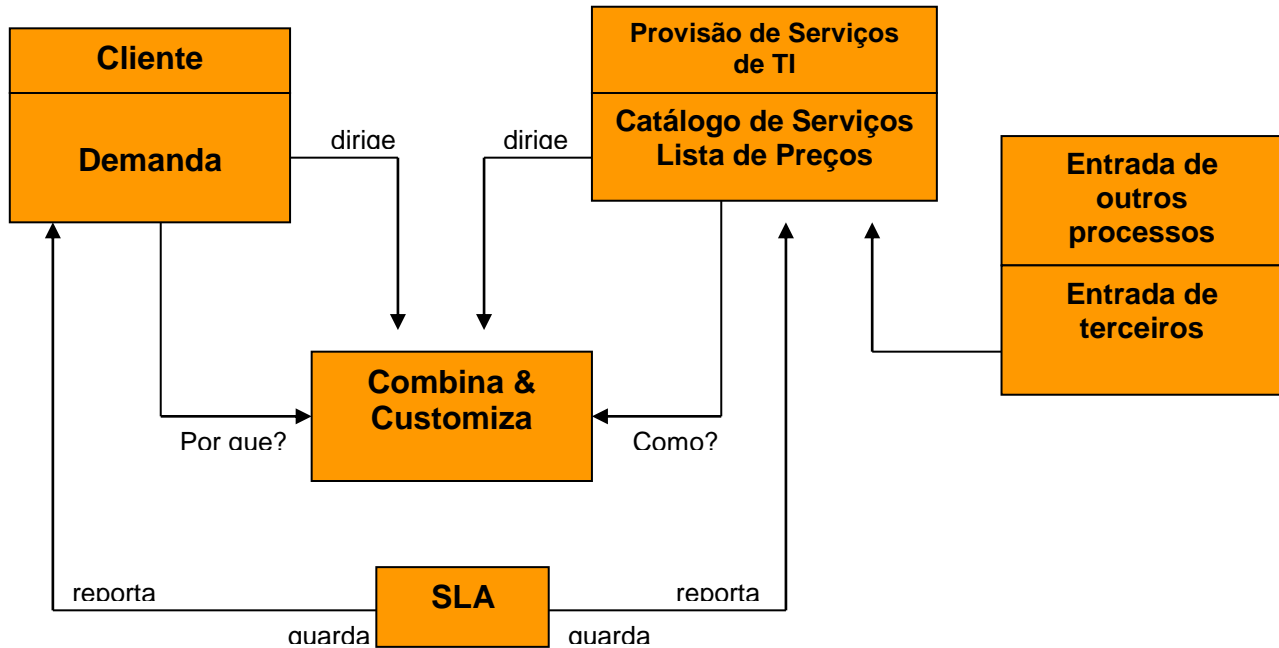 Cliente
Demanda
Provisão de Serviços
de TI
Catálogo de Serviços
Lista de Preços
dirige
dirige
Entrada de
outros
processos
Entrada de
terceiros
Combina &
Customiza
Por que?
Como?
SLA
reporta
reporta
guarda
guarda